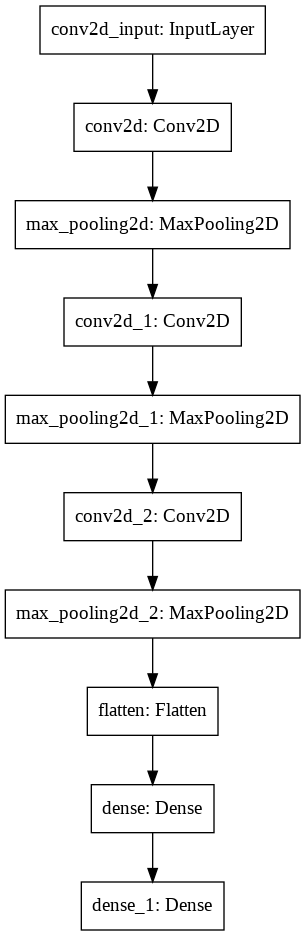 conv2d_input: InputLayer
conv2d: Conv2D
max_pooling2d: MaxPooling2D
conv2d_1: Conv2D
max_pooling2d_1: MaxPooling2D
conv2d_2: Conv2D
max_pooling2d_2: MaxPooling2D
flatten: Flatten
dense: Dense
dense_1: Dense